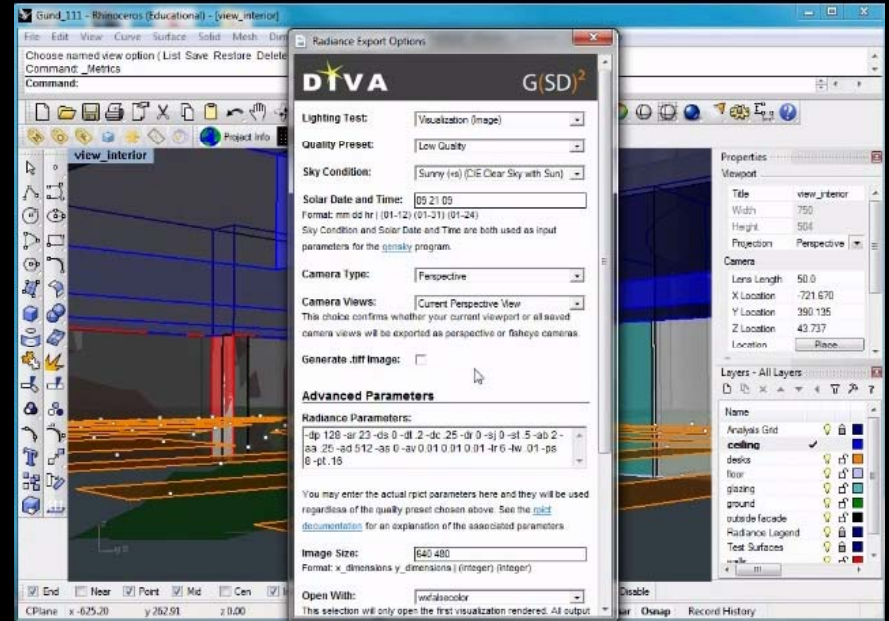 Gund_111 - Rhinoceros (Educational) - [view_interior]
File Edit View Curve Surface Solid Mesh Dim
Choose named view option ( List Save Restore Delete
Command: _Metrics
Command:
Project Info
view_interior
Radiance Export Options
DIVA G(SD)²
Lighting Test: Visualization (Image)
Quality Preset: Low Quality
Sky Condition: Sunny (+s) (CIE Clear Sky with Sun)
Solar Date and Time: 09 21 09
Format: mm dd hr | (01-12) (01-31) (01-24)
Sky Condition and Solar Date and Time are both used as input
parameters for the gensky program.
Camera Type: Perspective
Camera Views: Current Perspective View
This choice confirms whether your current viewport or all saved
camera views will be exported as perspective or fisheye cameras.
Generate .tiff Image:
Advanced Parameters
Radiance Parameters:
-dp 128 -ar 23 -ds 0 -dt .2 -dc .25 -dr 0 -sj 0 -st .5 -ab 2 -
aa .25 -ad 512 -as 0 -av 0.01 0.01 0.01 -lr 6 -lw .01 -ps
8 -pt .16
You may enter the actual rpict parameters here and they will be used
regardless of the quality preset chosen above. See the rpict
documentation for an explanation of the associated parameters
Image Size: 640 480
Format: x_dimensions y_dimensions | (integer) (integer)
Open With: wxfalsecolor
This selection will only open the first visualization rendered. All output
Properties
Viewport
Title view_interior
Width 750
Height 504
Projection Perspective
Camera
Lens Length 50.0
X Location -721.670
Y Location 390.135
Z Location 43.737
Location Place...
Layers - All Layers
Name
Analysis Grid
ceiling
desks
floor
glazing
ground
outside facade
Radiance Legend
Test Surfaces
walls
End Near Point Mid Cen Disable
CPlane x -625.20 y 262.91 z 0.00 Osnap Record History